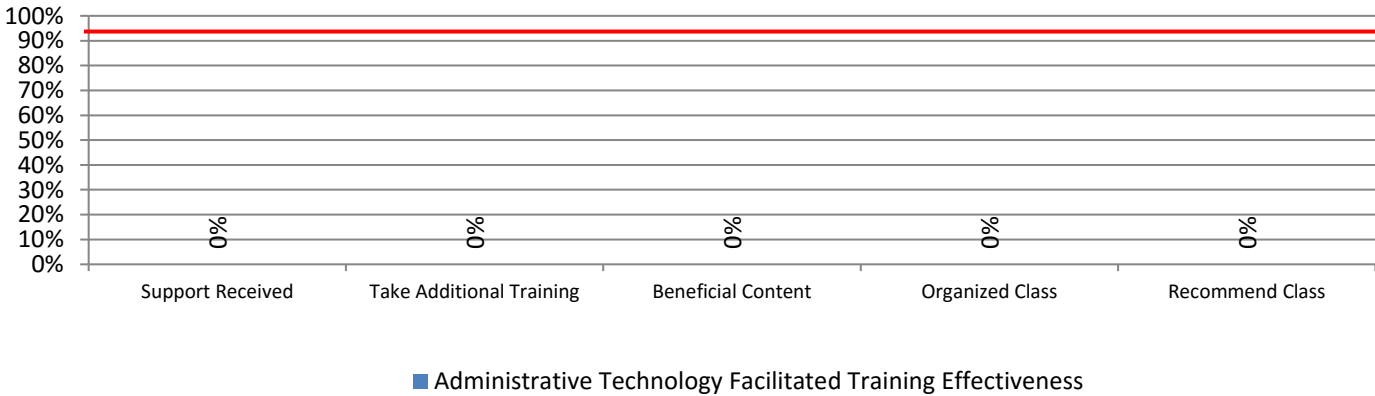 100%
90%
80%
70%
60%
50%
40%
30%
20%
10%
0%
0%
0%
0%
0%
0%
Support Received
Take Additional Training
Beneficial Content
Organized Class
Recommend Class
Administrative Technology Facilitated Training Effectiveness